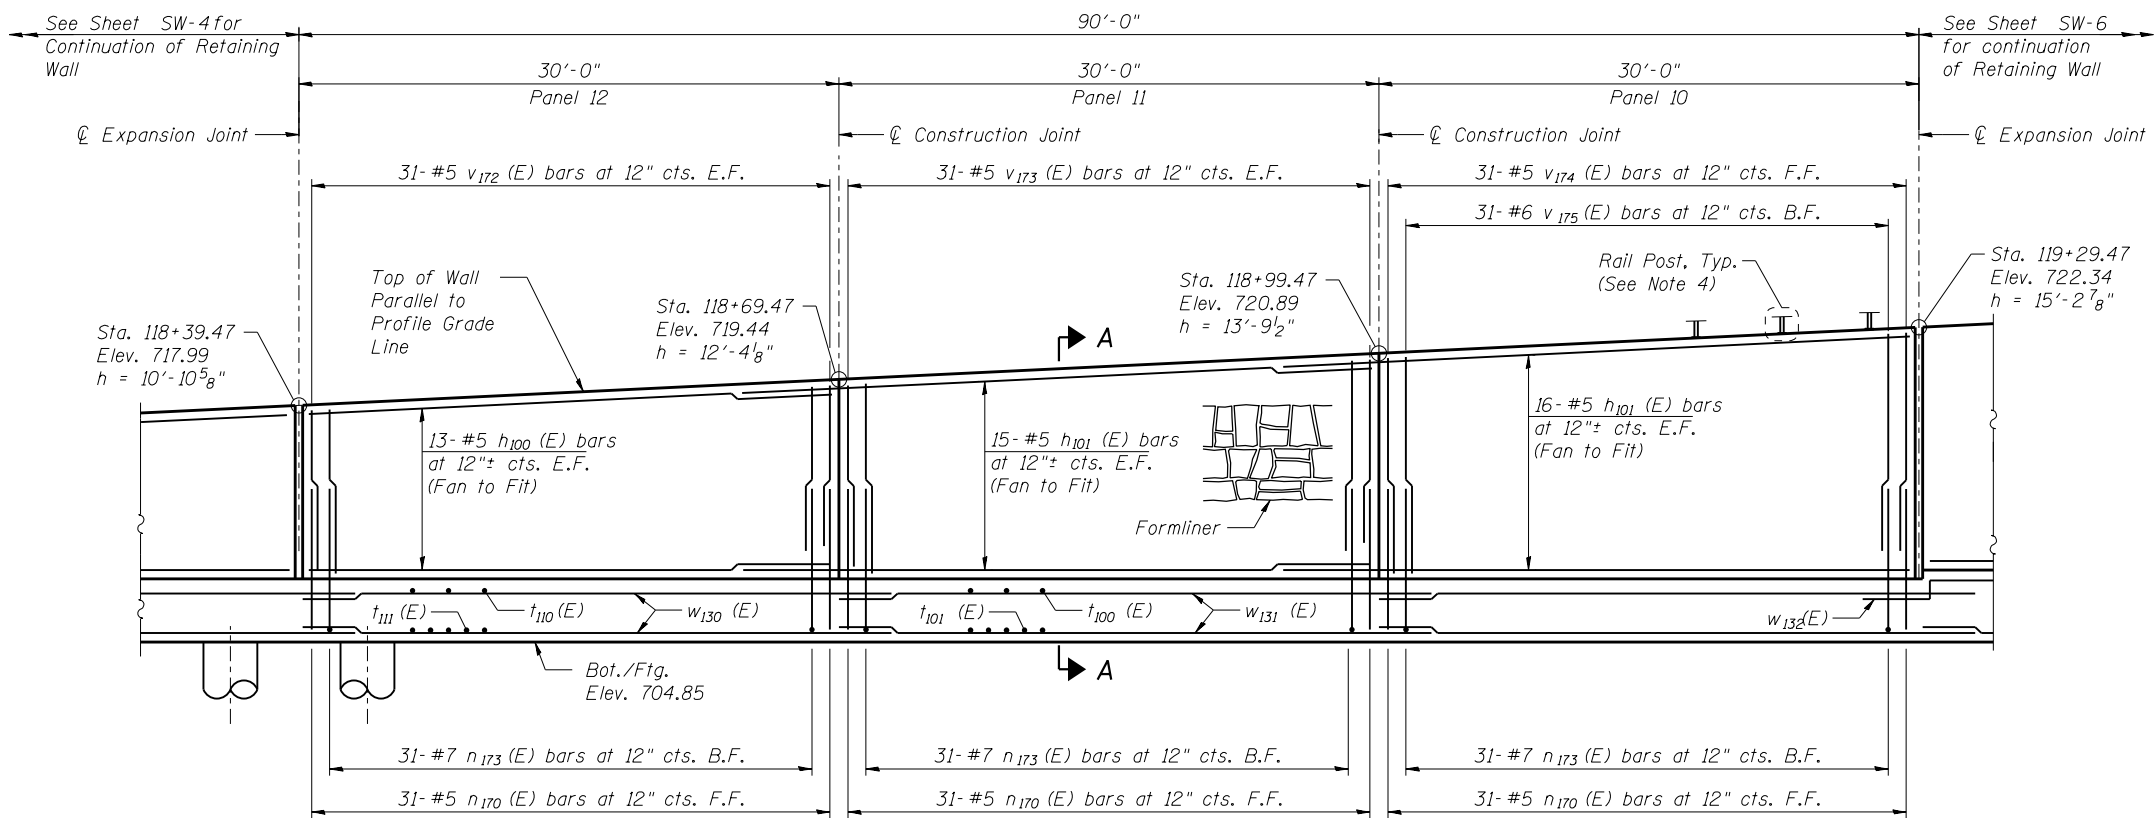 See Sheet SW-4 for
Continuation of Retaining
Wall
90'-0"
See Sheet SW-6
for continuation
of Retaining Wall
30'-0"
Panel 12
30'-0"
Panel 11
30'-0"
Panel 10
℄ Expansion Joint
℄ Construction Joint
℄ Construction Joint
℄ Expansion Joint
31-#5 v172 (E) bars at 12" cts. E.F.
31-#5 v173 (E) bars at 12" cts. E.F.
31-#5 v174 (E) bars at 12" cts. F.F.
31-#6 v175 (E) bars at 12" cts. B.F.
Top of Wall
Parallel to
Profile Grade
Line
Rail Post, Typ.
(See Note 4)
Sta. 118+39.47
Elev. 717.99
h = 10'-10 5/8"
Sta. 118+69.47
Elev. 719.44
h = 12'-4 1/8"
Sta. 118+99.47
Elev. 720.89
h = 13'-9 1/2"
Sta. 119+29.47
Elev. 722.34
h = 15'-2 7/8"
A
13-#5 h100 (E) bars
at 12"± cts. E.F.
(Fan to Fit)
15-#5 h101 (E) bars
at 12"± cts. E.F.
(Fan to Fit)
16-#5 h101 (E) bars
at 12"± cts. E.F.
(Fan to Fit)
Formliner
t111 (E)
t110 (E)
w130 (E)
t101 (E)
t100 (E)
w131 (E)
w132(E)
Bot./Ftg.
Elev. 704.85
A
31-#7 n173 (E) bars at 12" cts. B.F.
31-#7 n173 (E) bars at 12" cts. B.F.
31-#7 n173 (E) bars at 12" cts. B.F.
31-#5 n170 (E) bars at 12" cts. F.F.
31-#5 n170 (E) bars at 12" cts. F.F.
31-#5 n170 (E) bars at 12" cts. F.F.